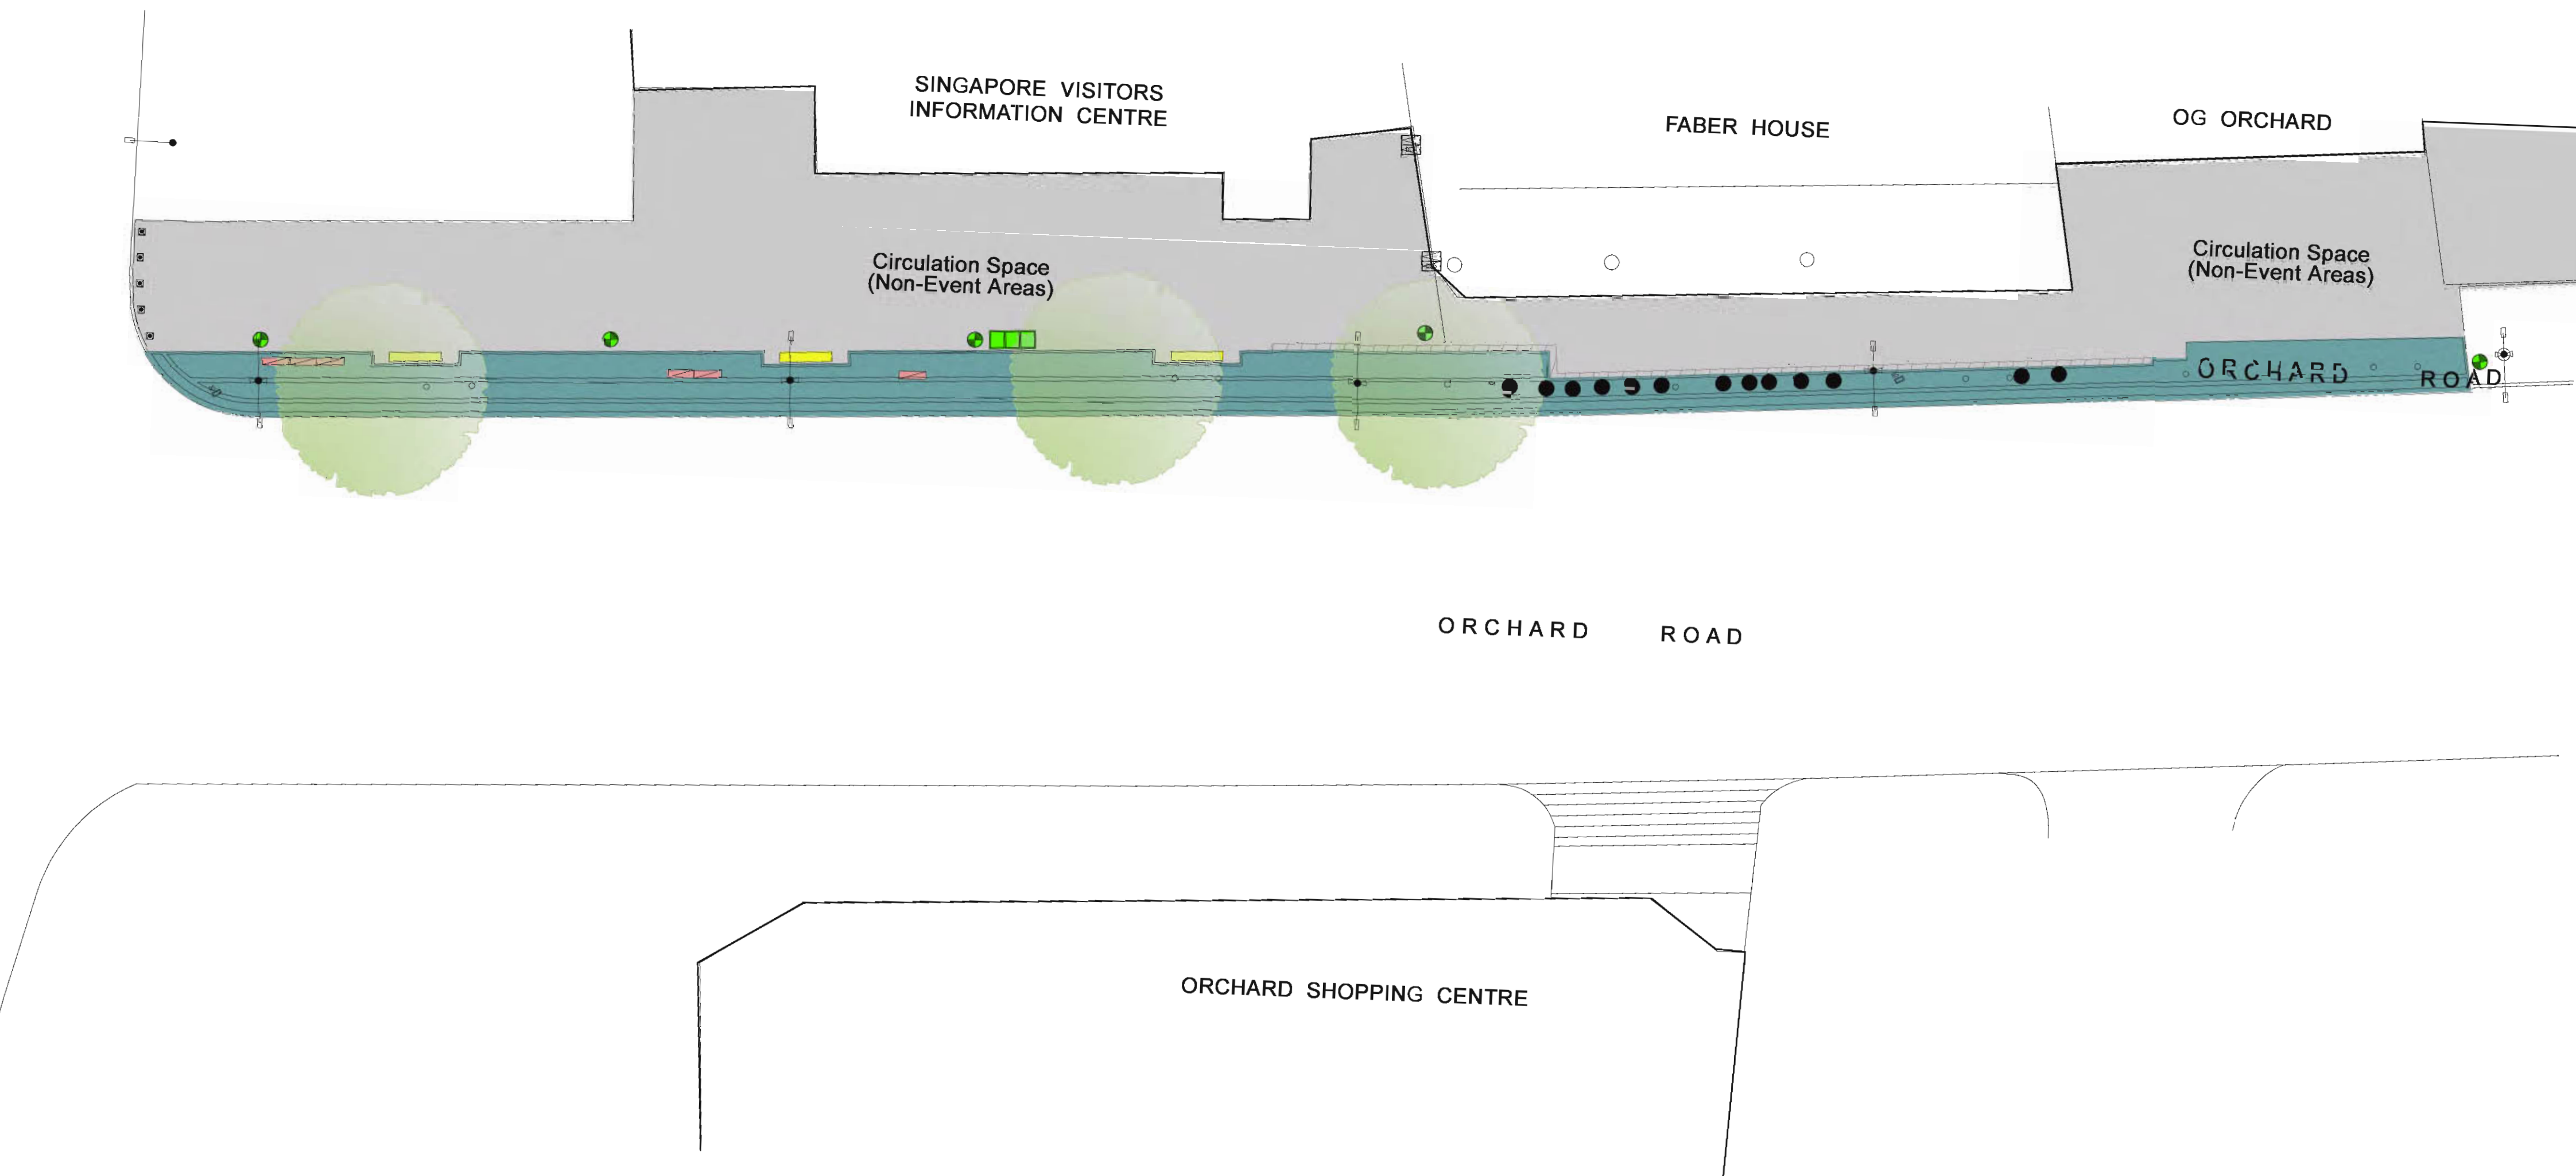 SINGAPORE VISITORS
INFORMATION CENTRE
FABER HOUSE
OG ORCHARD
Circulation Space
(Non-Event Areas)
Circulation Space
(Non-Event Areas)
ORCHARD ROAD
ORCHARD ROAD
ORCHARD SHOPPING CENTRE